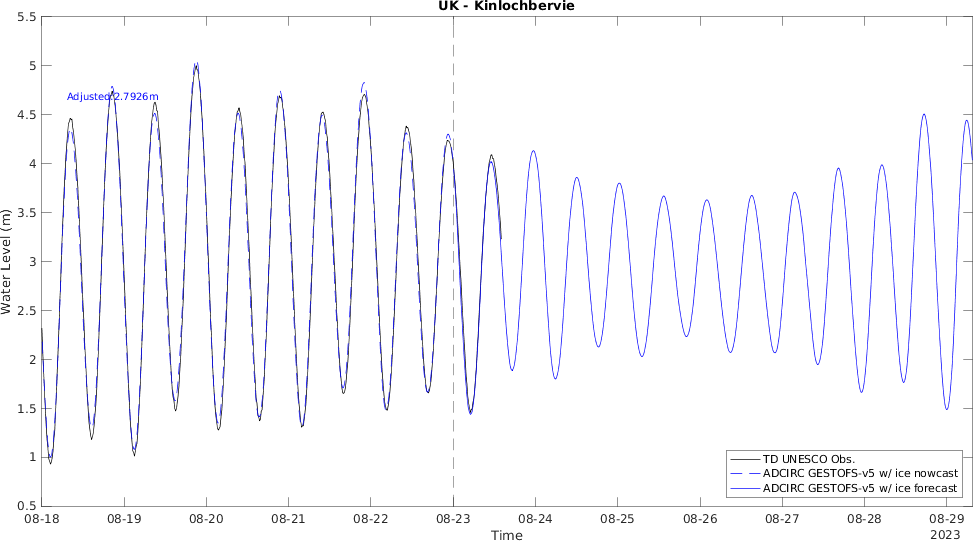 UK - Kinlochbervie
5.5
5
4.5
4
3.5
3
2.5
2
1.5
1
0.5
Water Level (m)
Adjusted 2.7926m
TD UNESCO Obs.
ADCIRC GESTOFS-v5 w/ ice nowcast
ADCIRC GESTOFS-v5 w/ ice forecast
08-18 08-19 08-20 08-21 08-22 08-23 08-24 08-25 08-26 08-27 08-28 08-29
2023
Time